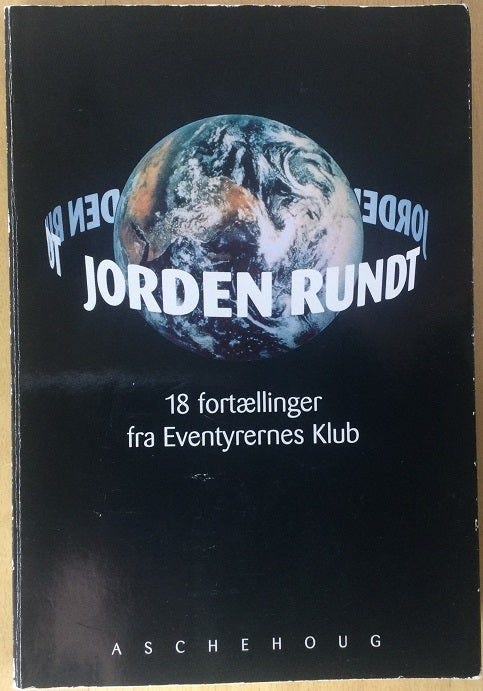 JORDEN RUNDT
18 fortællinger
fra Eventyrernes Klub
ASCHEHOUG